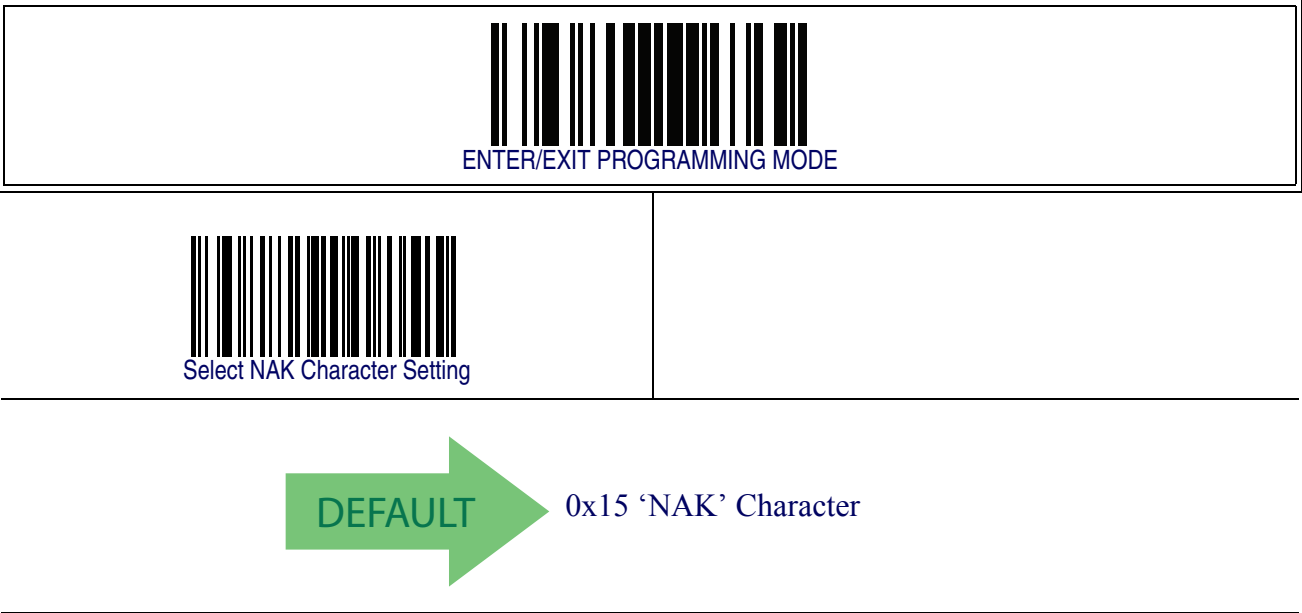 ENTER/EXIT PROGRAMMING MODE
Select NAK Character Setting
DEFAULT
0x15 ‘NAK’ Character